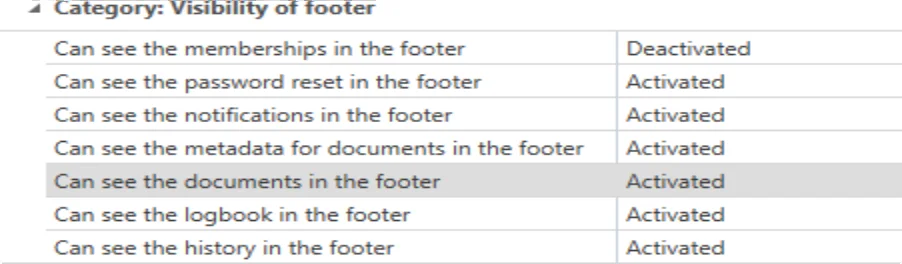 Category: Visibility of footer
Can see the memberships in the footer Deactivated
Can see the password reset in the footer Activated
Can see the notifications in the footer Activated
Can see the metadata for documents in the footer Activated
Can see the documents in the footer Activated
Can see the logbook in the footer Activated
Can see the history in the footer Activated